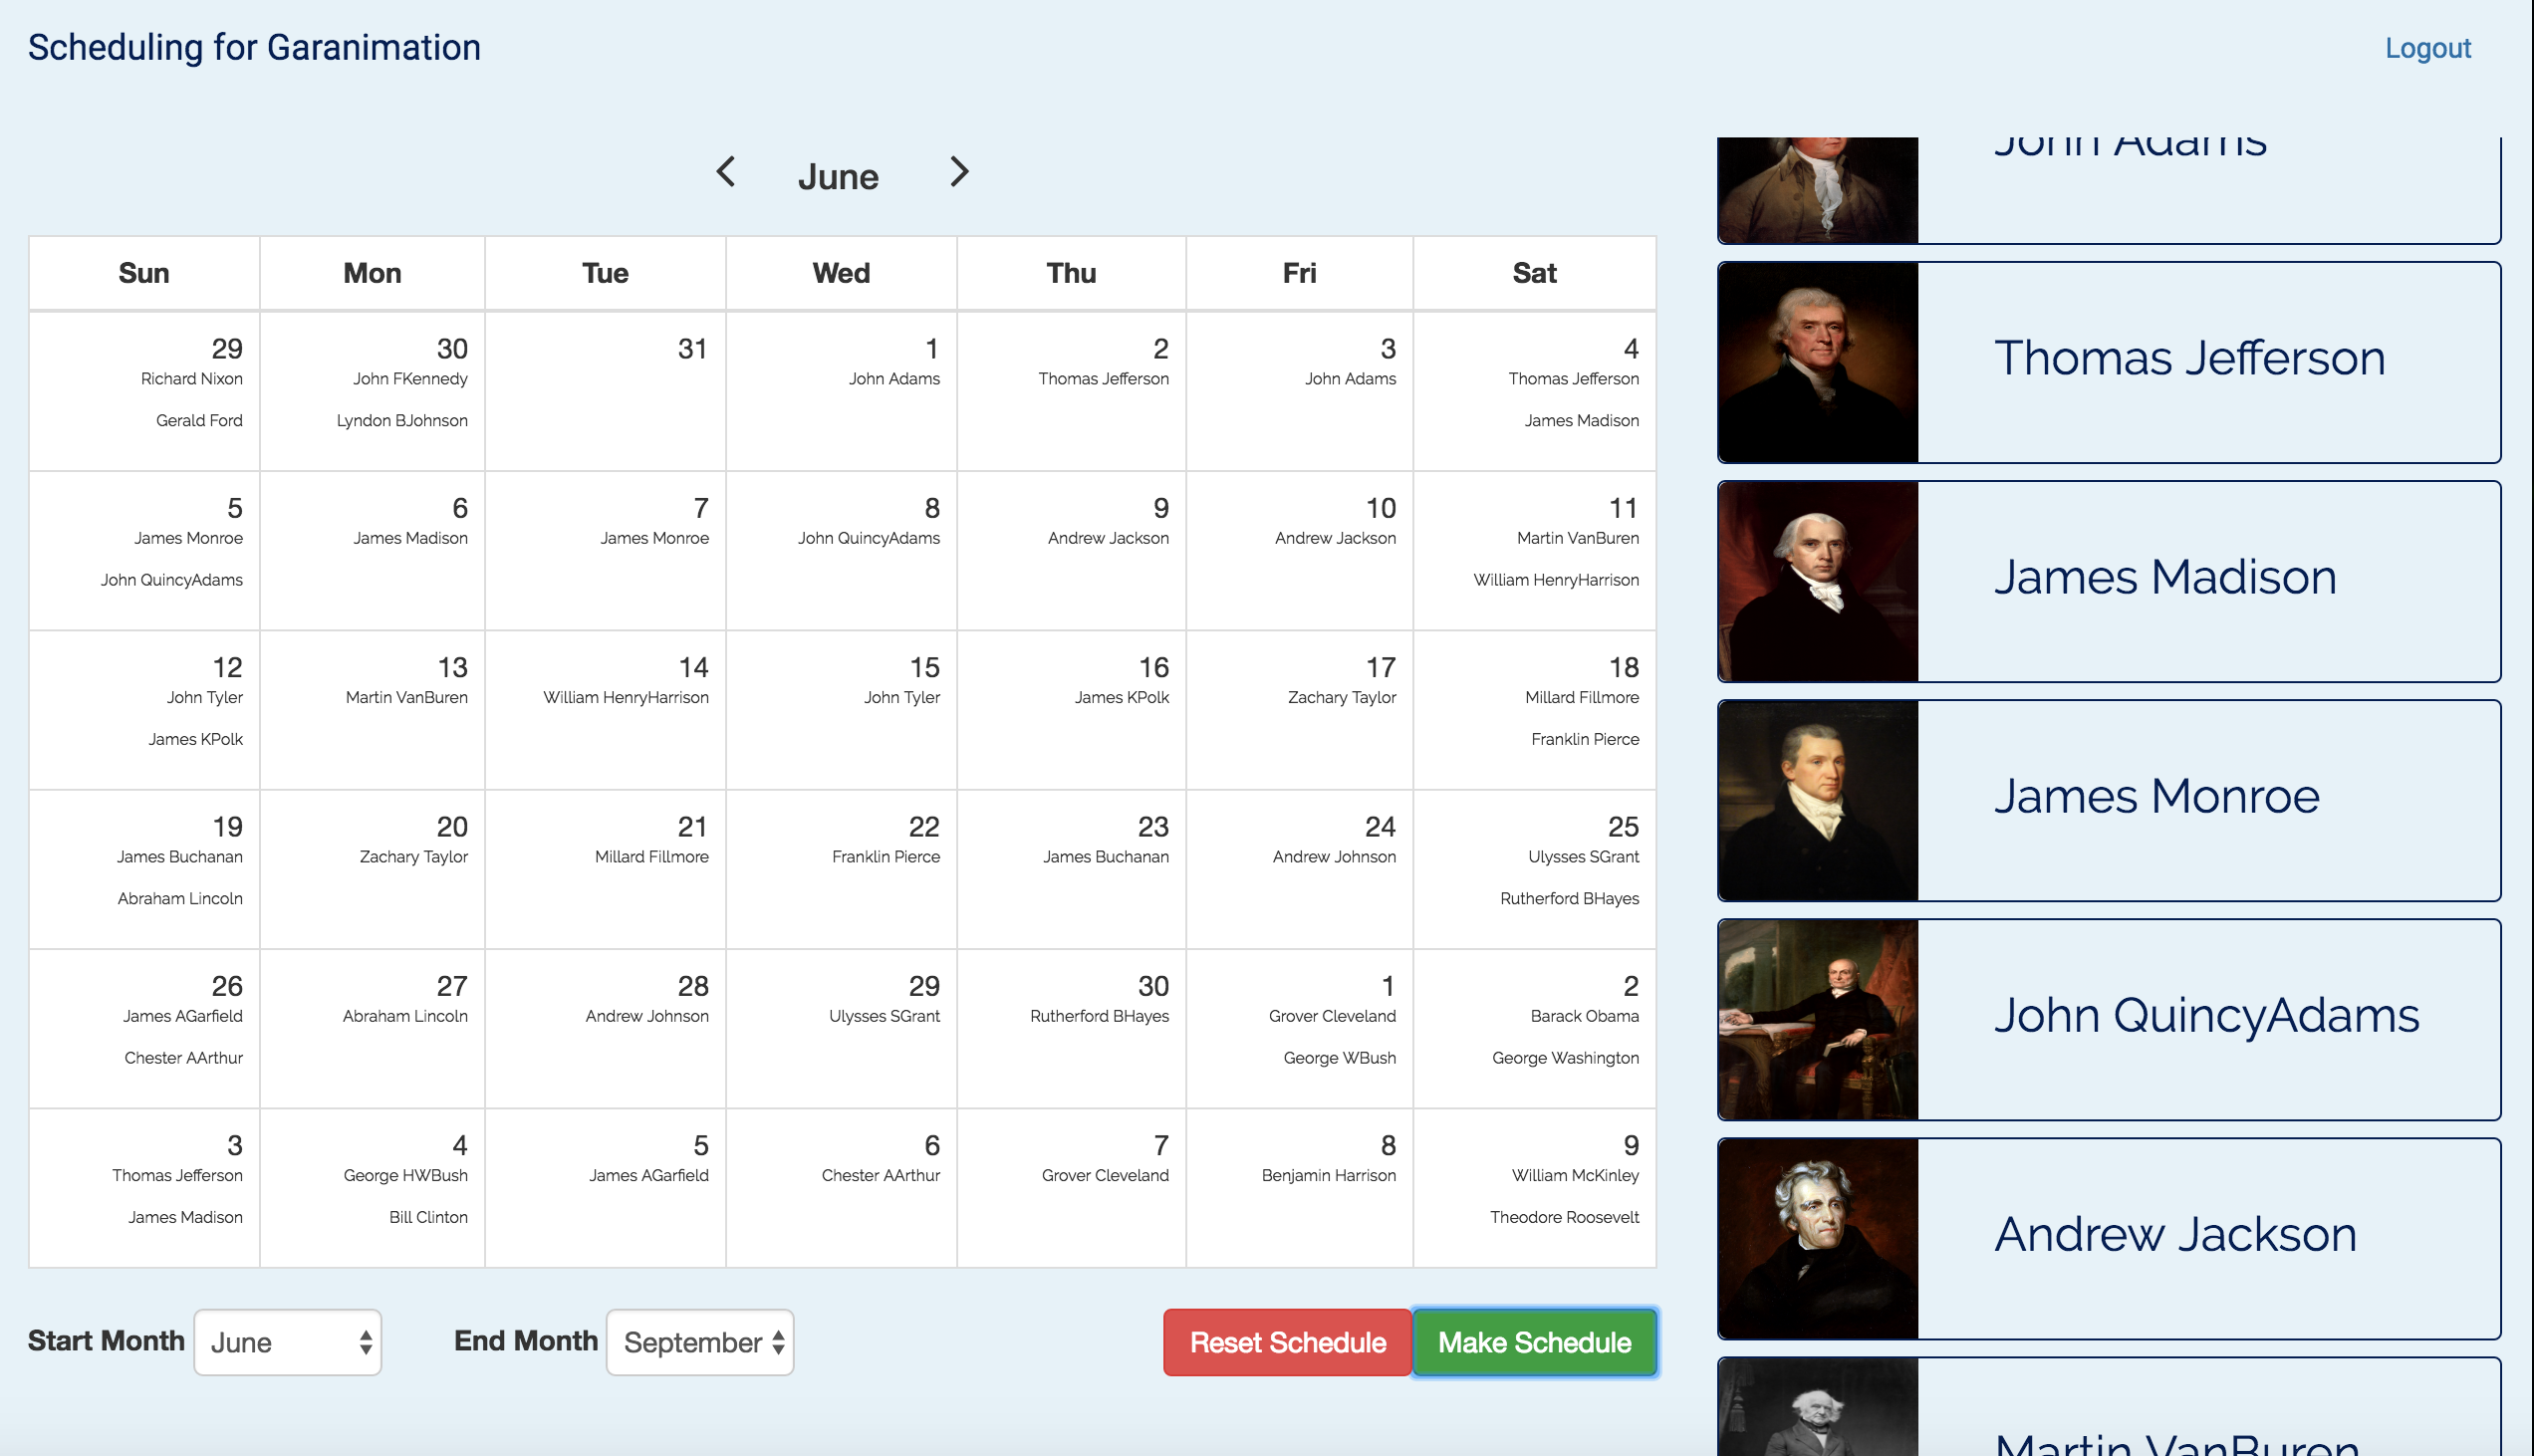 Scheduling for Garanimation
Logout
June
Sun Mon Tue Wed Thu Fri Sat
29 30 31 1 2 3 4
Richard Nixon John FKennedy John Adams Thomas Jefferson John Adams Thomas Jefferson
Gerald Ford Lyndon BJohnson James Madison
5 6 7 8 9 10 11
James Monroe James Madison James Monroe John QuincyAdams Andrew Jackson Andrew Jackson Martin VanBuren
John QuincyAdams William HenryHarrison
12 13 14 15 16 17 18
John Tyler Martin VanBuren William HenryHarrison John Tyler James KPolk Zachary Taylor Millard Fillmore
James KPolk Franklin Pierce
19 20 21 22 23 24 25
James Buchanan Zachary Taylor Millard Fillmore Franklin Pierce James Buchanan Andrew Johnson Ulysses SGrant
Abraham Lincoln Rutherford BHayes
26 27 28 29 30 1 2
James AGarfield Abraham Lincoln Andrew Johnson Ulysses SGrant Rutherford BHayes Grover Cleveland Barack Obama
Chester AArthur George WBush George Washington
3 4 5 6 7 8 9
Thomas Jefferson George HWBush James AGarfield Chester AArthur Grover Cleveland Benjamin Harrison William McKinley
James Madison Bill Clinton Theodore Roosevelt
Start Month June End Month September Reset Schedule Make Schedule
John Adams
Thomas Jefferson
James Madison
James Monroe
John QuincyAdams
Andrew Jackson
Martin VanBuren